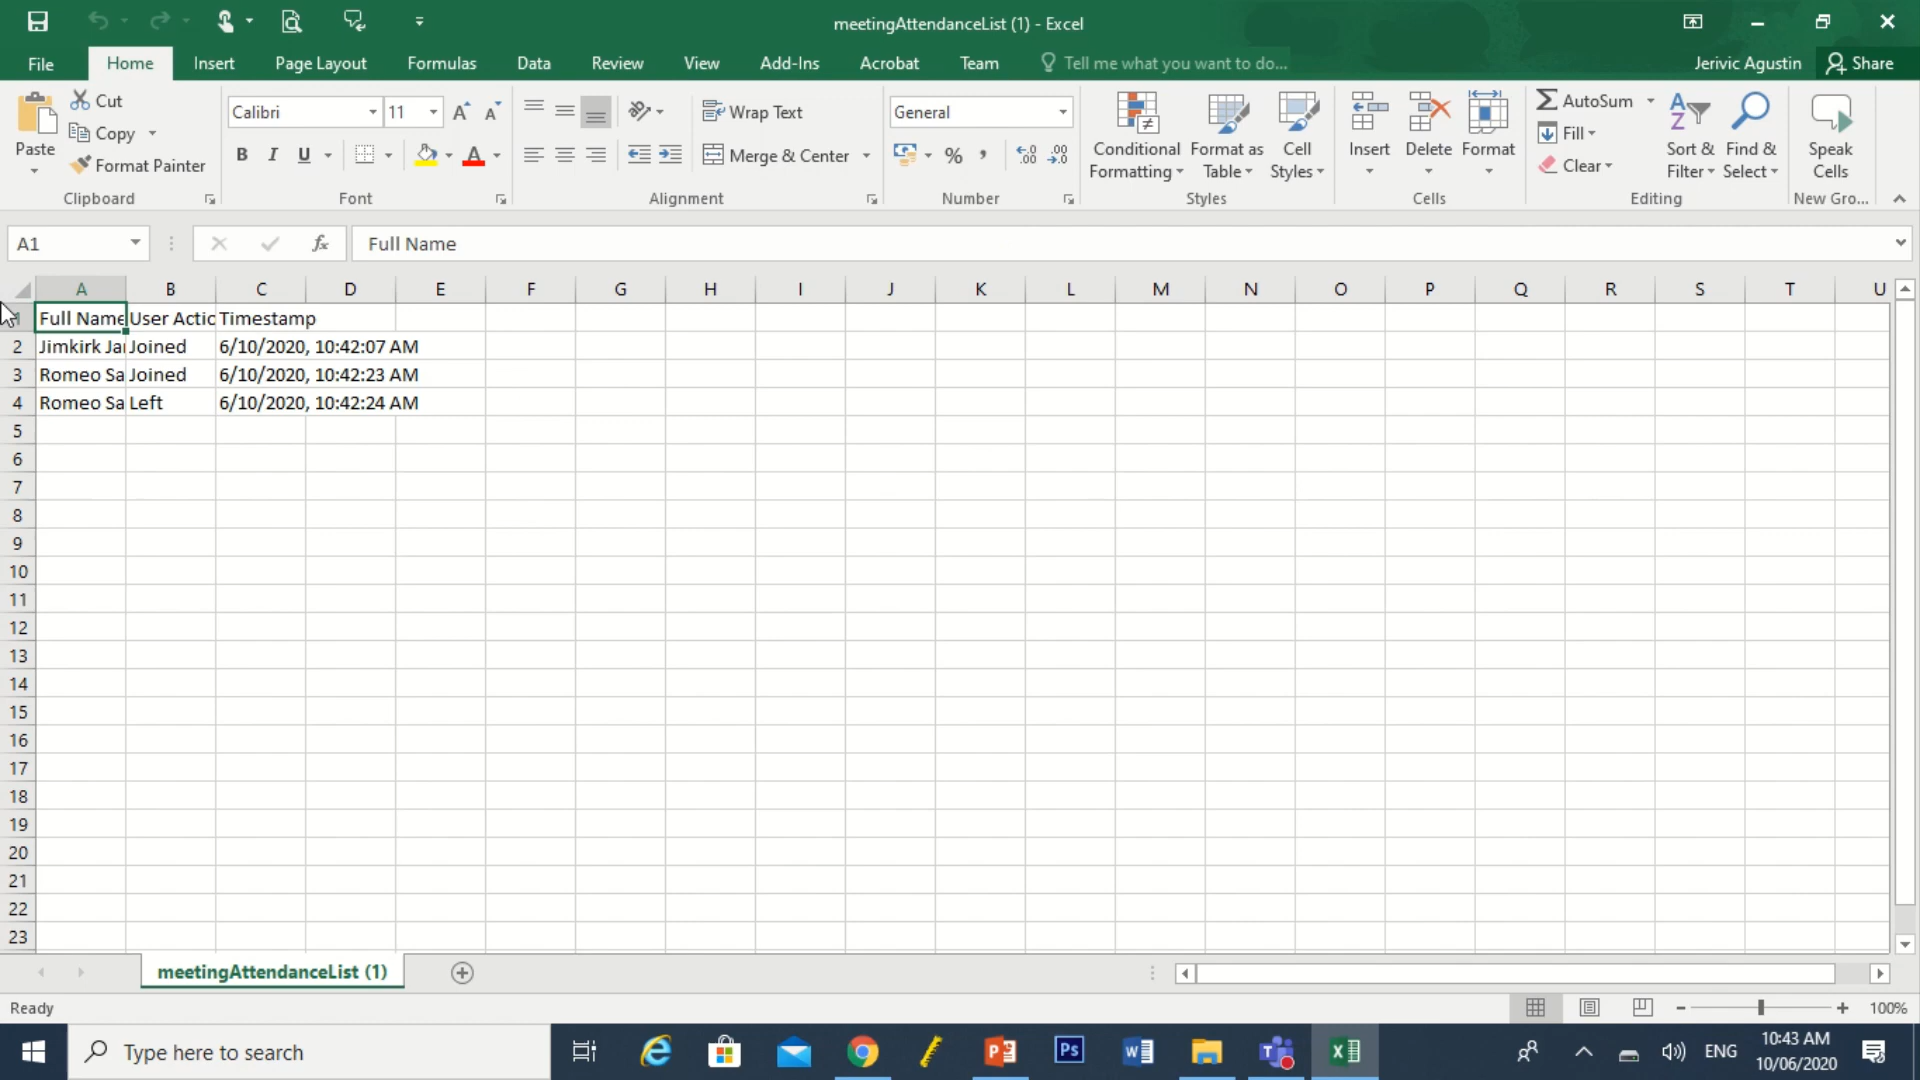 meetingAttendanceList (1) - Excel
File Home Insert Page Layout Formulas Data Review View Add-Ins Acrobat Team Tell me what you want to do... Jerivic Agustin Share
Cut
Copy
Format Painter
Paste
Clipboard
Calibri 11
B I U A
Font
Wrap Text
Merge & Center
Alignment
General
%
Number
Conditional Formatting
Format as Table
Cell Styles
Styles
Insert Delete Format
Cells
AutoSum
Fill
Clear
Sort & Filter
Find & Select
Editing
Speak Cells
New Gro...
A1 fx Full Name
A B C D E F G H I J K L M N O P Q R S T U
1 Full Name User Actio Timestamp
2 Jimkirk Ja Joined 6/10/2020, 10:42:07 AM
3 Romeo Sa Joined 6/10/2020, 10:42:23 AM
4 Romeo Sa Left 6/10/2020, 10:42:24 AM
5
6
7
8
9
10
11
12
13
14
15
16
17
18
19
20
21
22
23
meetingAttendanceList (1)
Ready 100%
Type here to search ENG 10:43 AM
10/06/2020